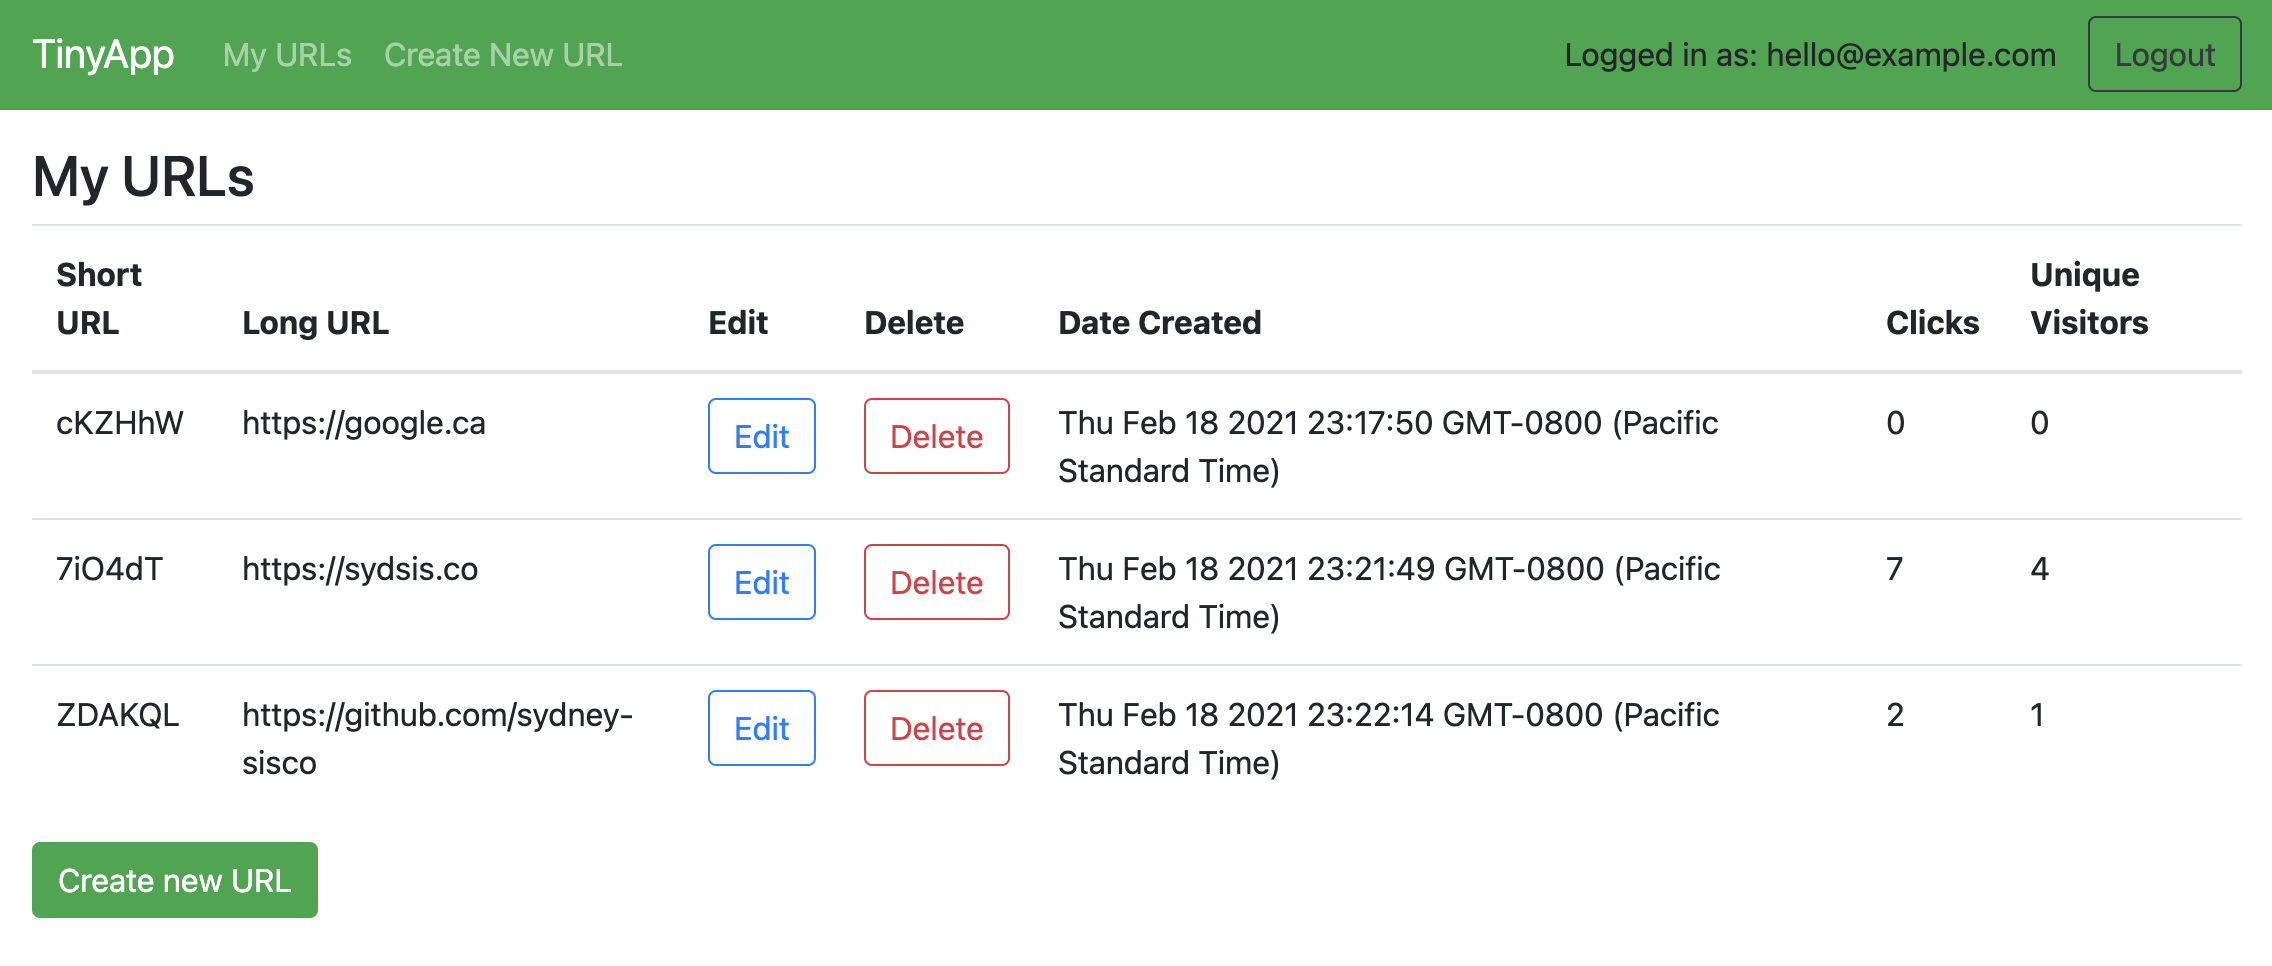 TinyApp My URLs Create New URL Logged in as: hello@example.com Logout
My URLs
Short URL Long URL Edit Delete Date Created Clicks Unique Visitors
cKZHhW https://google.ca Edit Delete Thu Feb 18 2021 23:17:50 GMT-0800 (Pacific 0 0
Standard Time)
7iO4dT https://sydsis.co Edit Delete Thu Feb 18 2021 23:21:49 GMT-0800 (Pacific 7 4
Standard Time)
ZDAKQL https://github.com/sydney- Edit Delete Thu Feb 18 2021 23:22:14 GMT-0800 (Pacific 2 1
sisco Standard Time)
Create new URL